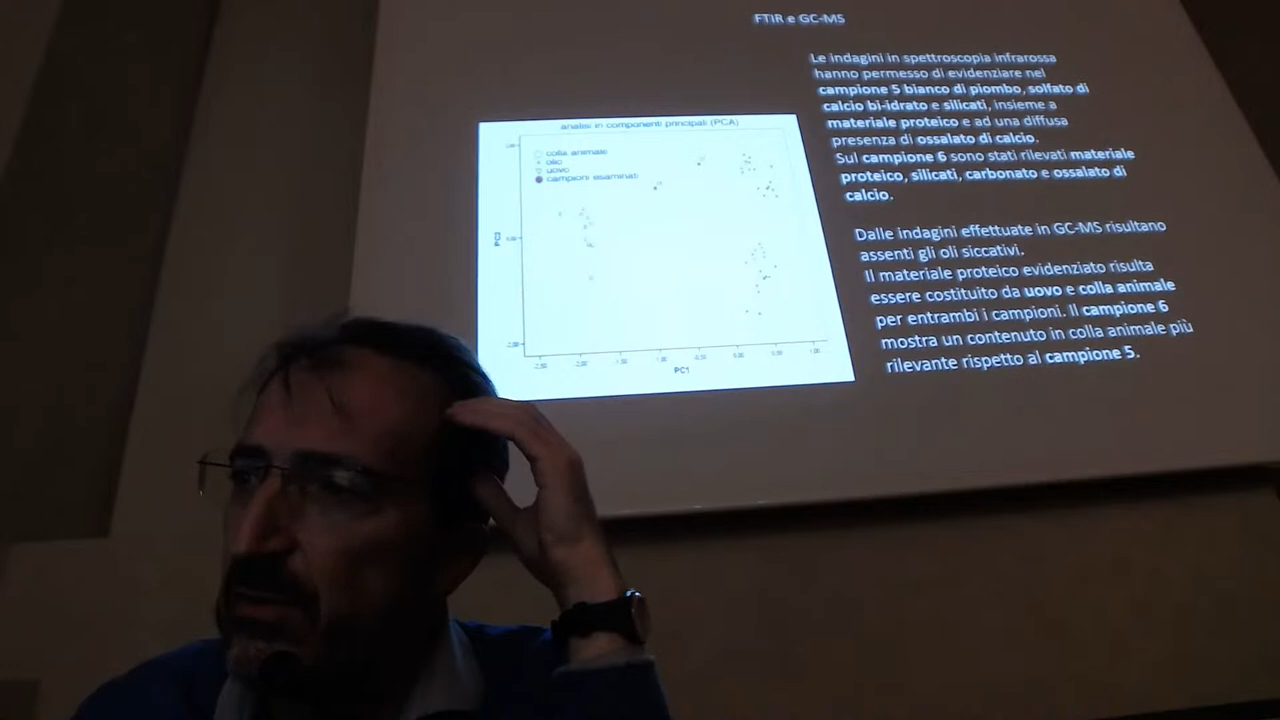 FTIR e GC-MS
Le indagini in spettroscopia infrarossa
hanno permesso di evidenziare nel
campione 5 bianco di piombo, solfato di
calcio bi-idrato e silicati, insieme a
materiale proteico e ad una diffusa
presenza di ossalato di calcio.
Sul campione 6 sono stati rilevati materiale
proteico, silicati, carbonato e ossalato di
calcio.
Dalle indagini effettuate in GC-MS risultano
assenti gli oli siccativi.
Il materiale proteico evidenziato risulta
essere costituito da uovo e colla animale
per entrambi i campioni. Il campione 6
mostra un contenuto in colla animale più
rilevante rispetto al campione 5.
analisi in componenti principali (PCA)
colla animale
olio
uovo
campioni esaminati
PC1